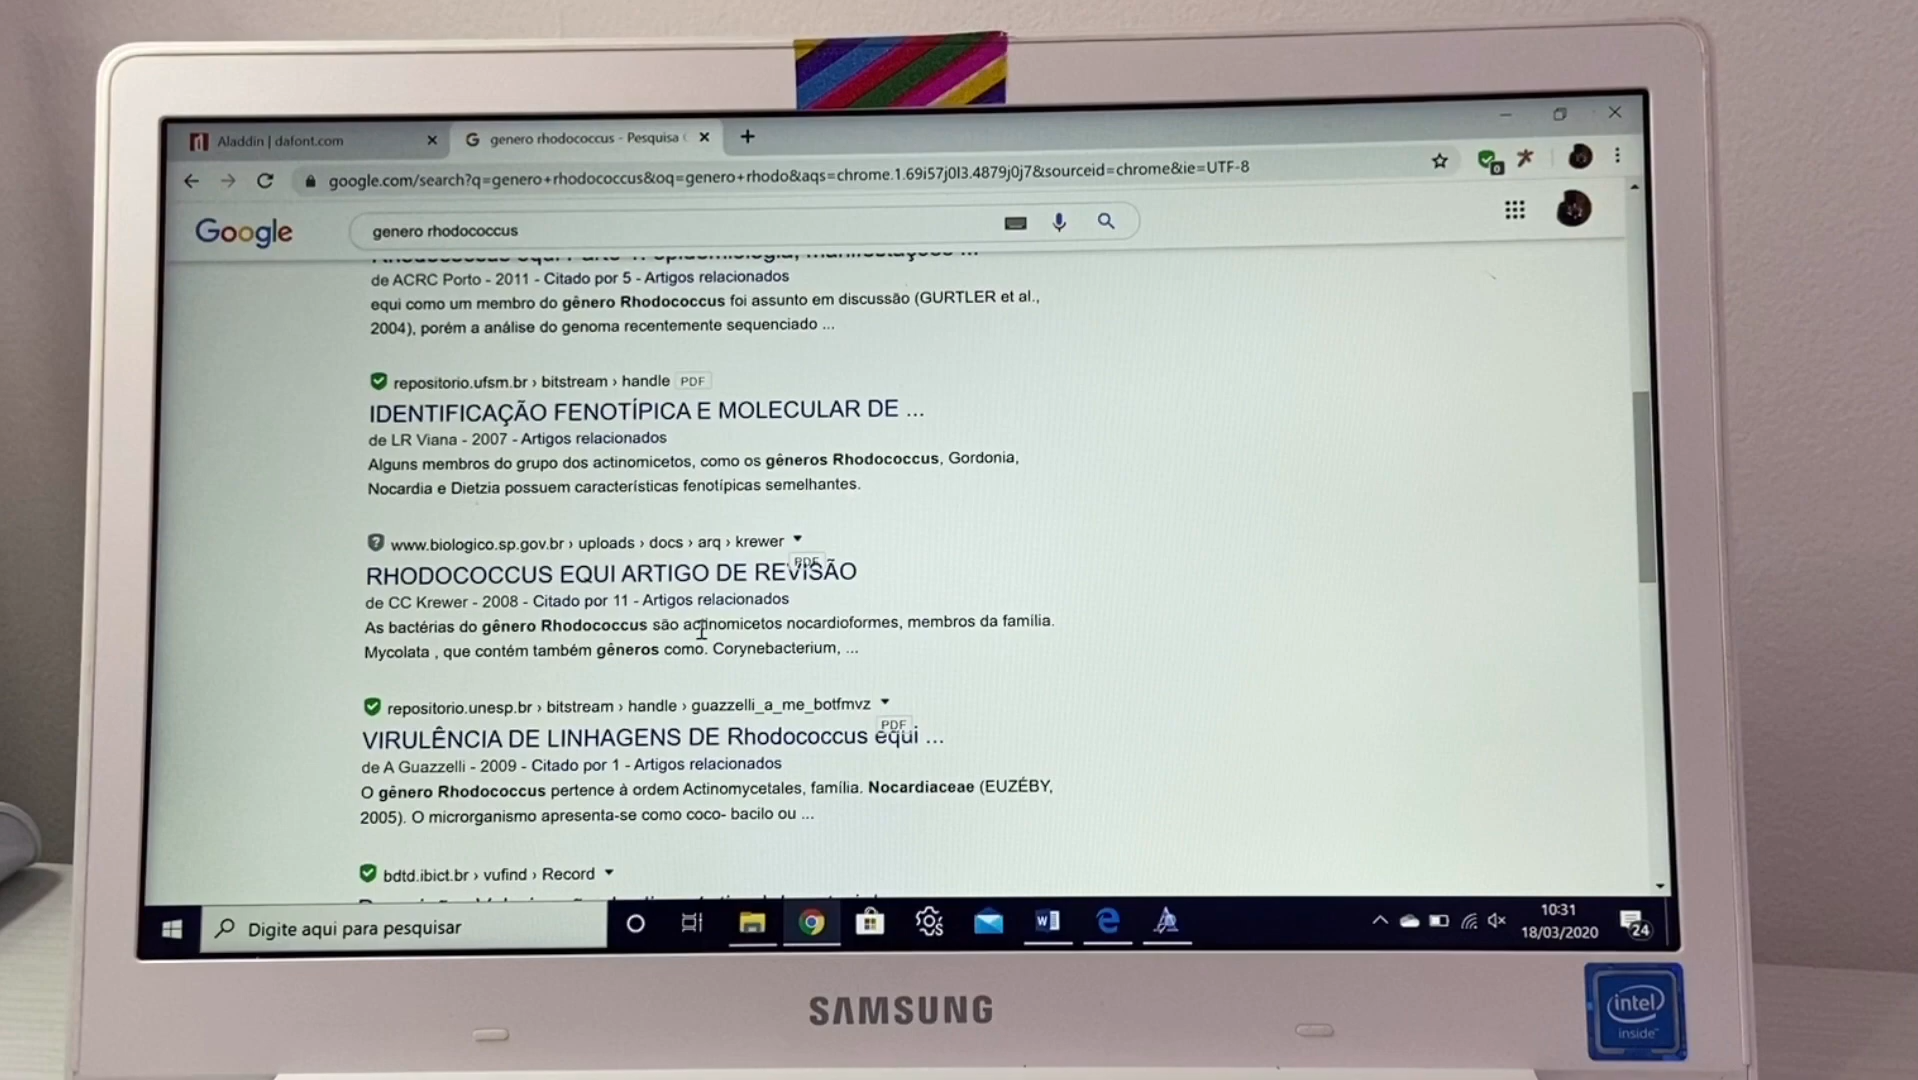 Aladdin | dafont.com
genero rhodococcus - Pesquisa
google.com/search?q=genero+rhodococcus&oq=genero+rhodo&aqs=chrome.1.69i57j0l3.4879j0j7&sourceid=chrome&ie=UTF-8
Google
genero rhodococcus
de ACRC Porto - 2011 - Citado por 5 - Artigos relacionados
equi como um membro do gênero Rhodococcus foi assunto em discussão (GURTLER et al.,
2004), porém a análise do genoma recentemente sequenciado ...
repositorio.ufsm.br › bitstream › handle PDF
IDENTIFICAÇÃO FENOTÍPICA E MOLECULAR DE ...
de LR Viana - 2007 - Artigos relacionados
Alguns membros do grupo dos actinomicetos, como os gêneros Rhodococcus, Gordonia,
Nocardia e Dietzia possuem características fenotípicas semelhantes.
www.biologico.sp.gov.br › uploads › docs › arq › krewer
PDF
RHODOCOCCUS EQUI ARTIGO DE REVISÃO
de CC Krewer - 2008 - Citado por 11 - Artigos relacionados
As bactérias do gênero Rhodococcus são actinomicetos nocardioformes, membros da família.
Mycolata , que contém também gêneros como. Corynebacterium, ...
repositorio.unesp.br › bitstream › handle › guazzelli_a_me_botfmvz
PDF
VIRULÊNCIA DE LINHAGENS DE Rhodococcus equi ...
de A Guazzelli - 2009 - Citado por 1 - Artigos relacionados
O gênero Rhodococcus pertence à ordem Actinomycetales, família. Nocardiaceae (EUZÉBY,
2005). O microrganismo apresenta-se como coco- bacilo ou ...
bdtd.ibict.br › vufind › Record
Digite aqui para pesquisar
10:31
18/03/2020
24
SAMSUNG
intel
inside